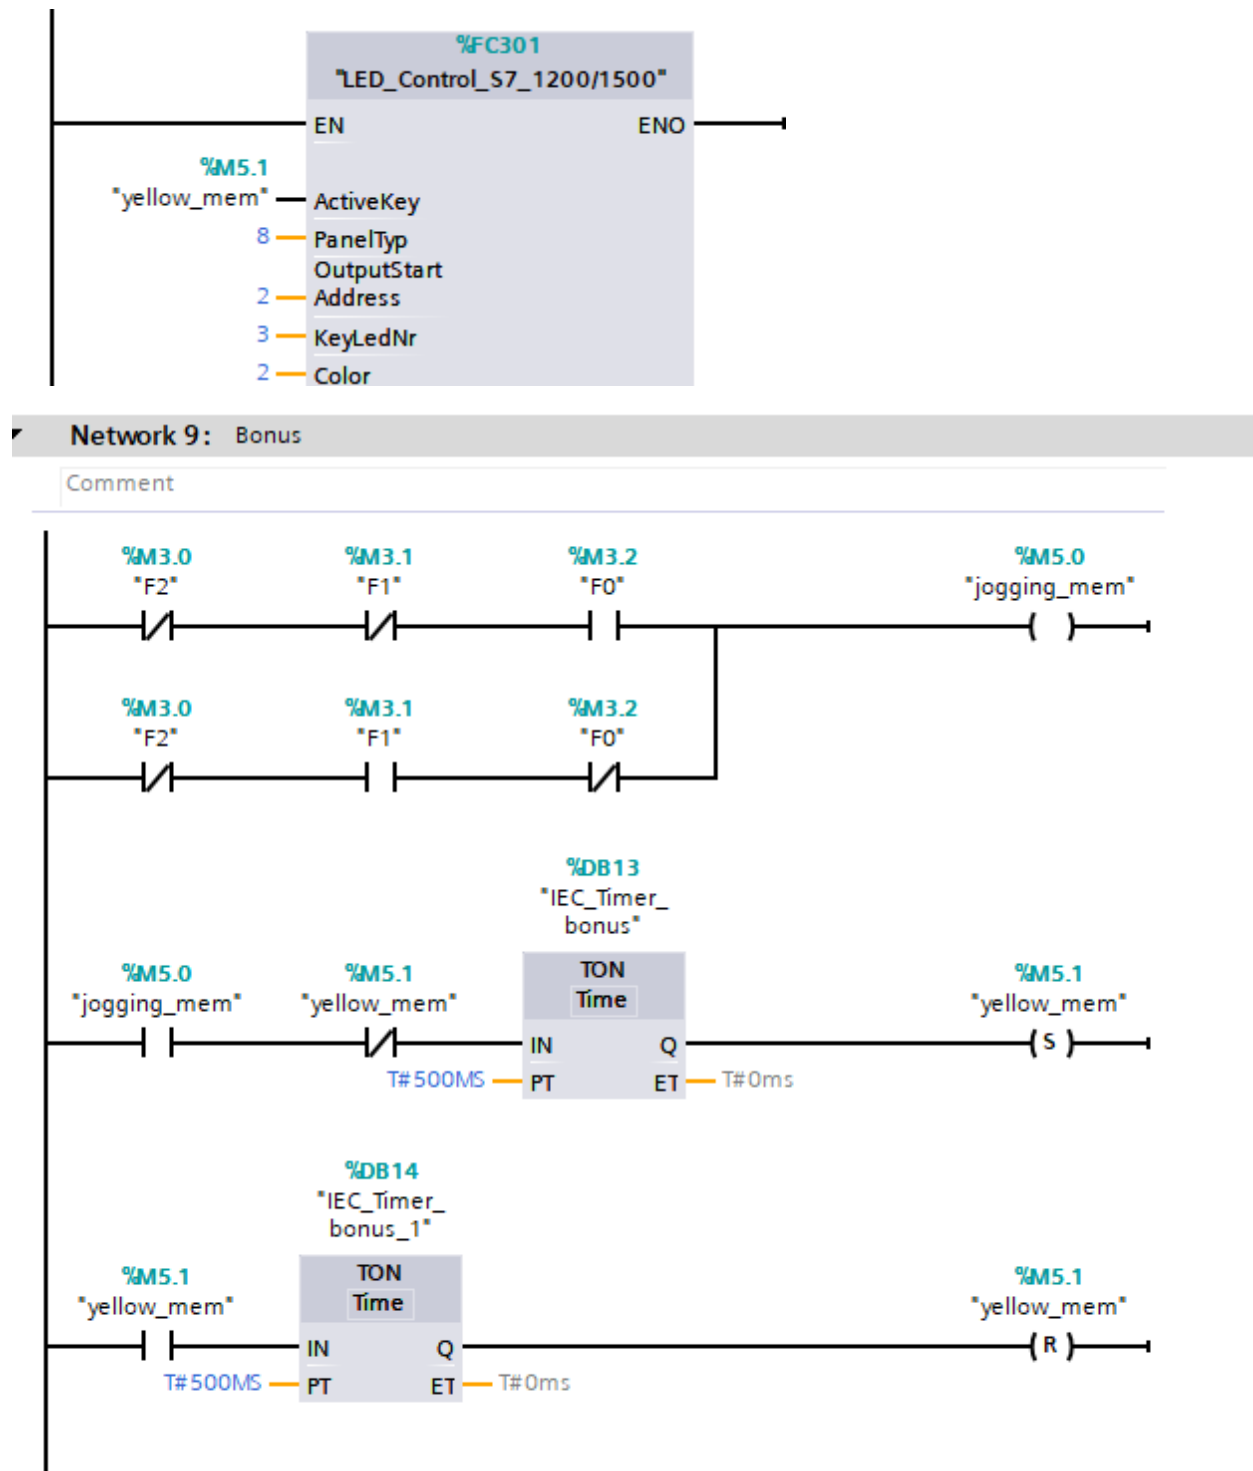 %FC301
"LED_Control_S7_1200/1500"
EN ENO
%M5.1
"yellow_mem" ActiveKey
8 PanelTyp
OutputStart
2 Address
3 KeyLedNr
2 Color
Network 9: Bonus
Comment
%M3.0 %M3.1 %M3.2 %M5.0
"F2" "F1" "F0" "jogging_mem"
%M3.0 %M3.1 %M3.2
"F2" "F1" "F0"
%DB13
"IEC_Timer_
bonus"
%M5.0 %M5.1 TON %M5.1
"jogging_mem" "yellow_mem" Time "yellow_mem"
IN Q S
T#500MS PT ET T#0ms
%DB14
"IEC_Timer_
bonus_1"
%M5.1 TON %M5.1
"yellow_mem" Time "yellow_mem"
IN Q R
T#500MS PT ET T#0ms